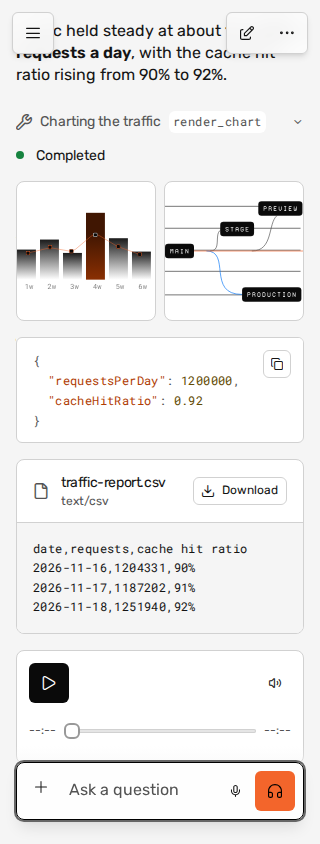 c held steady at about
requests a day, with the cache hit
ratio rising from 90% to 92%.
Charting the traffic render_chart
Completed
1w 2w 3w 4w 5w 6w
PREVIEW
STAGE
MAIN
PRODUCTION
{
"requestsPerDay": 1200000,
"cacheHitRatio": 0.92
}
traffic-report.csv
text/csv
Download
date,requests,cache hit ratio
2026-11-16,1204331,90%
2026-11-17,1187202,91%
2026-11-18,1251940,92%
--:-- --:--
Ask a question